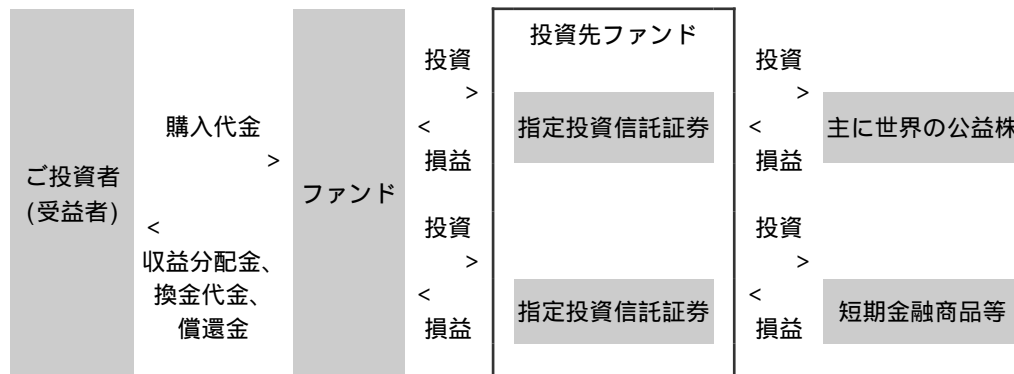 投資先ファンド
投資
>
投資
>
購入代金
>
<
指定投資信託証券
<
主に世界の公益株
損益
損益
ご投資者
(受益者)
ファンド
<
収益分配金、
換金代金、
償還金
投資
>
投資
>
<
指定投資信託証券
<
短期金融商品等
損益
損益